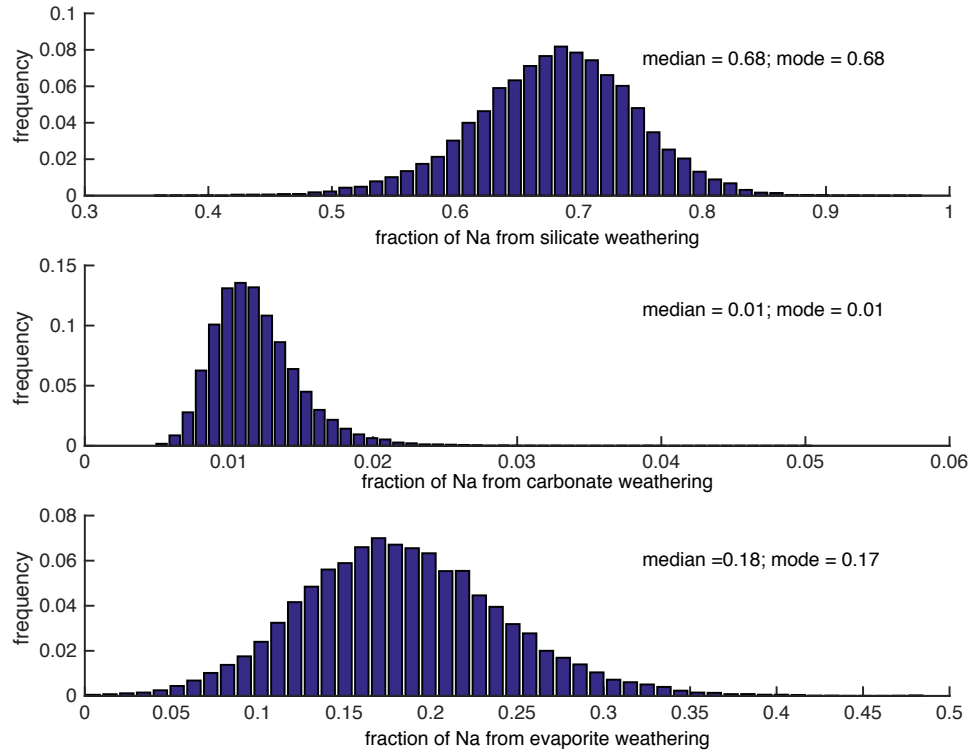 0.1
0.08
0.06
0.04
0.02
0
frequency
median = 0.68; mode = 0.68
0.3 0.4 0.5 0.6 0.7 0.8 0.9 1
fraction of Na from silicate weathering
0.15
0.1
0.05
0
frequency
median = 0.01; mode = 0.01
0 0.01 0.02 0.03 0.04 0.05 0.06
fraction of Na from carbonate weathering
0.08
0.06
0.04
0.02
0
frequency
median =0.18; mode = 0.17
0 0.05 0.1 0.15 0.2 0.25 0.3 0.35 0.4 0.45 0.5
fraction of Na from evaporite weathering